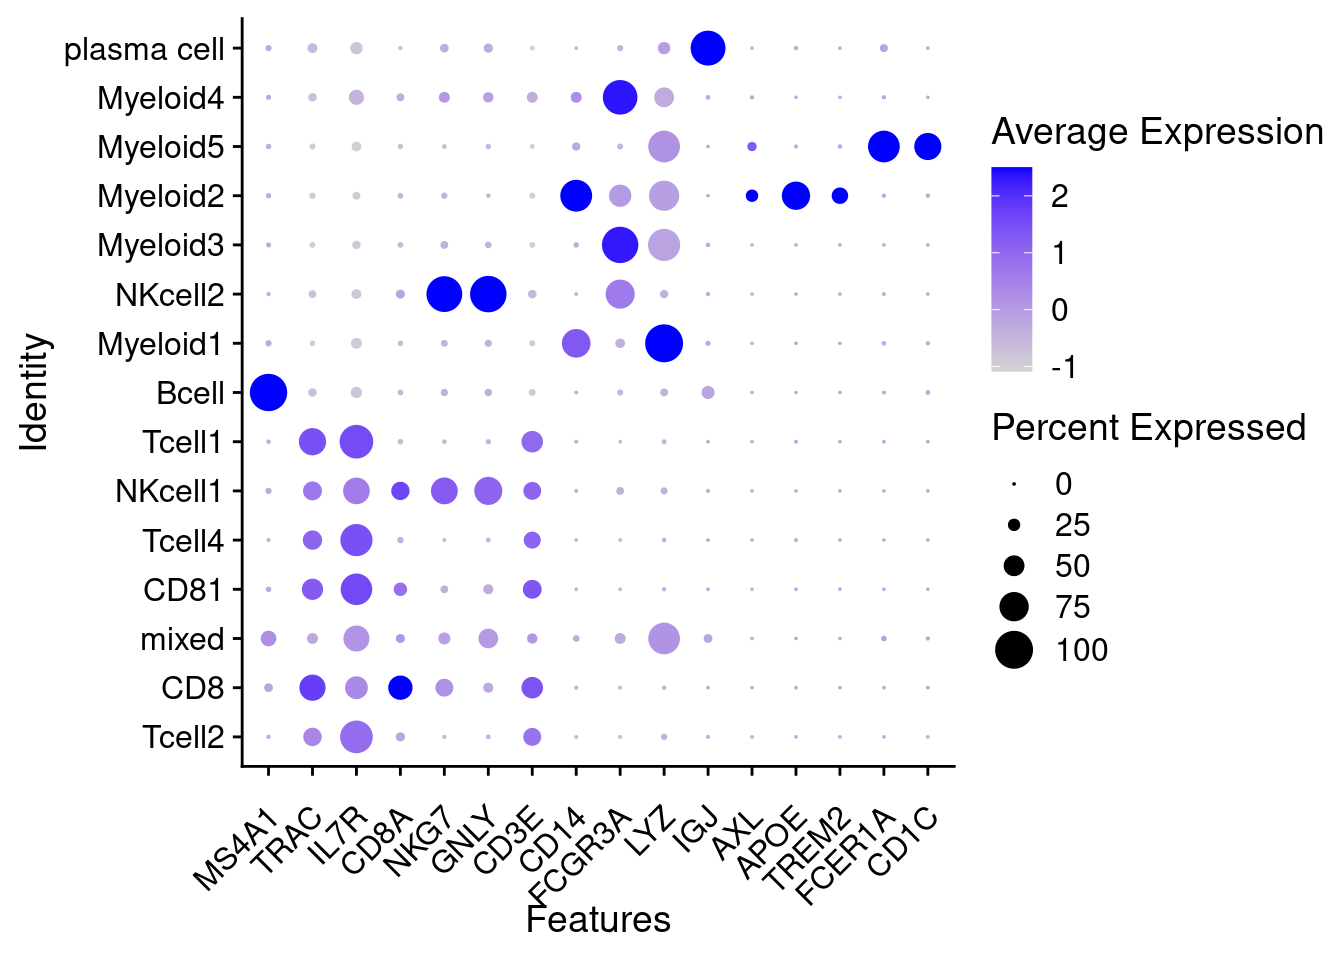 plasma cell
Myeloid4
Myeloid5
Myeloid2
Myeloid3
NKcell2
Myeloid1
Bcell
Tcell1
NKcell1
Tcell4
CD81
mixed
CD8
Tcell2
Identity
MS4A1
TRAC
IL7R
CD8A
NKG7
GNLY
CD3E
CD14
FCGR3A
LYZ
IGJ
AXL
APOE
TREM2
FCER1A
CD1C
Features
Average Expression
2
1
0
-1
Percent Expressed
0
25
50
75
100